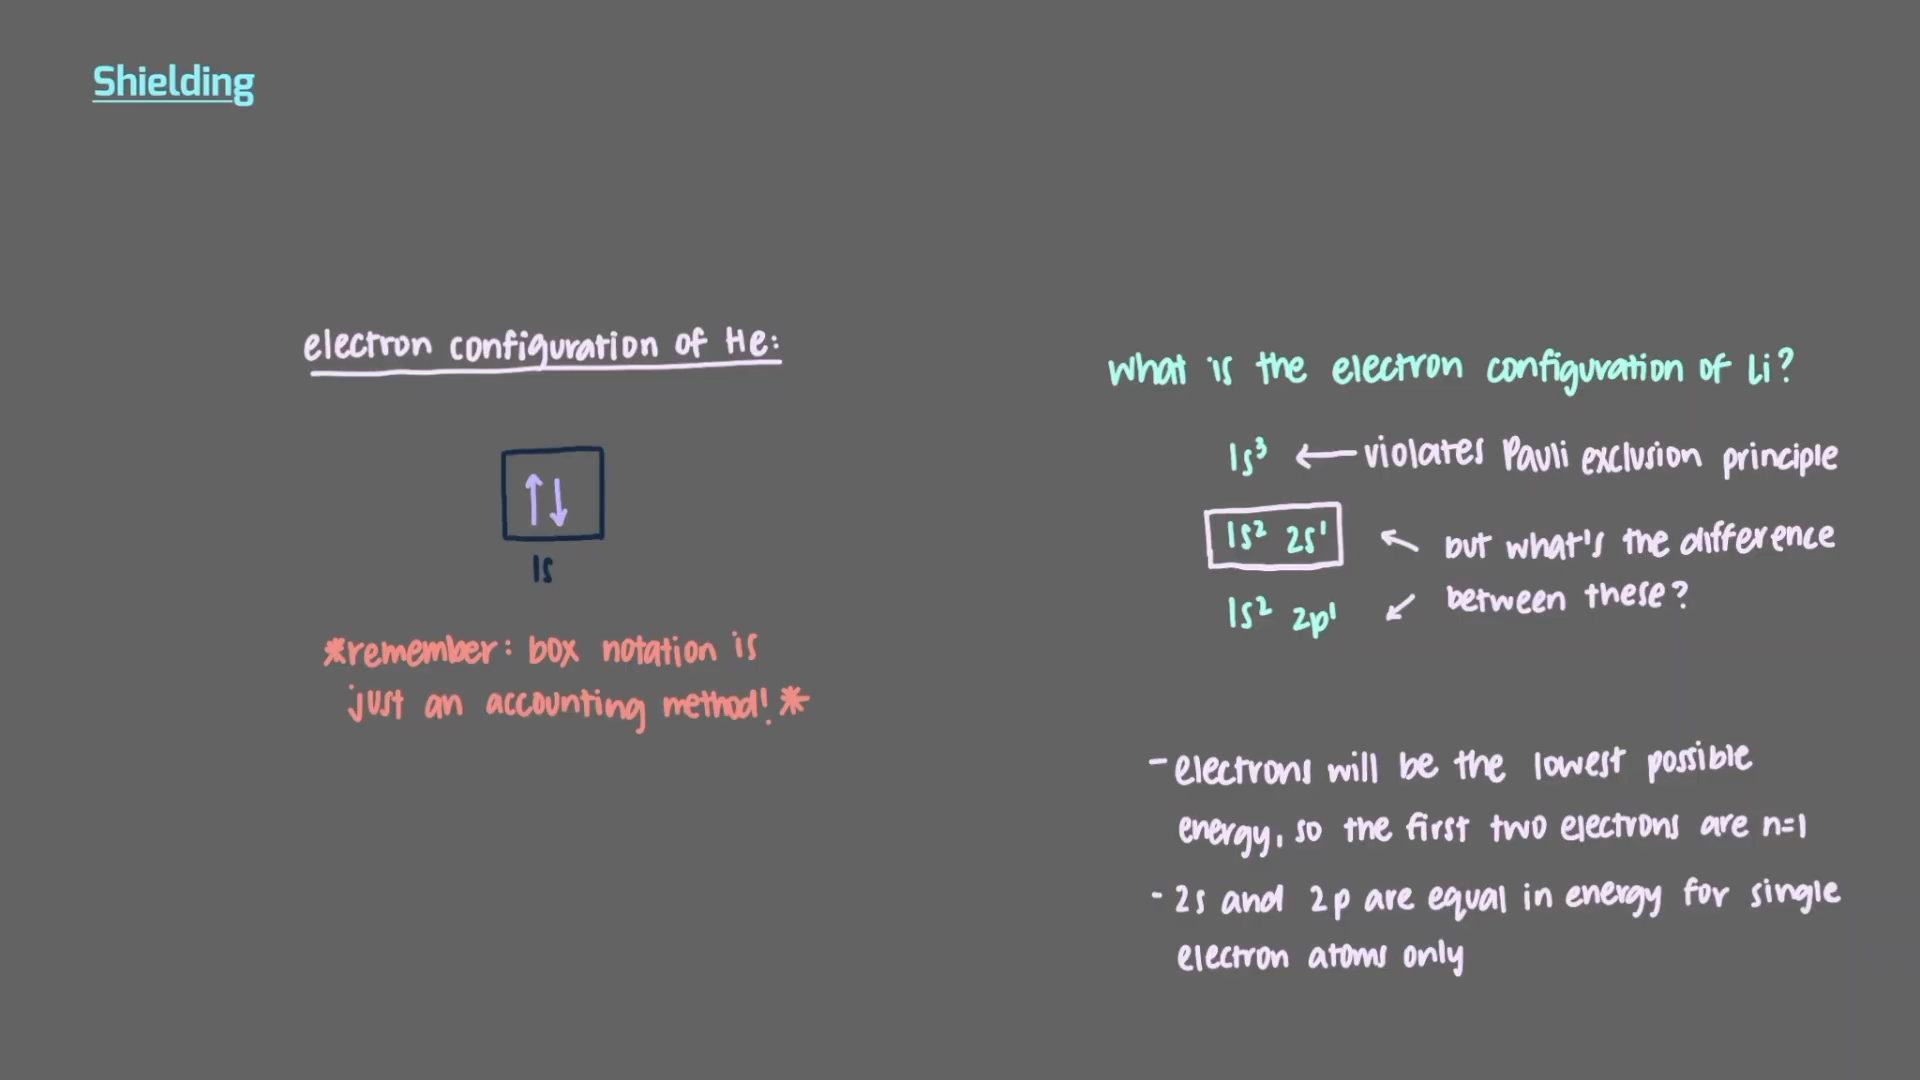 Shielding
electron configuration of He:
↑↓
1s
*remember: box notation is
just an accounting method!*
what is the electron configuration of Li?
1s³ ← violates Pauli exclusion principle
1s² 2s¹ ↖ but what's the difference
1s² 2p¹ ↙ between these?
- electrons will be the lowest possible
energy, so the first two electrons are n=1
- 2s and 2p are equal in energy for single
electron atoms only